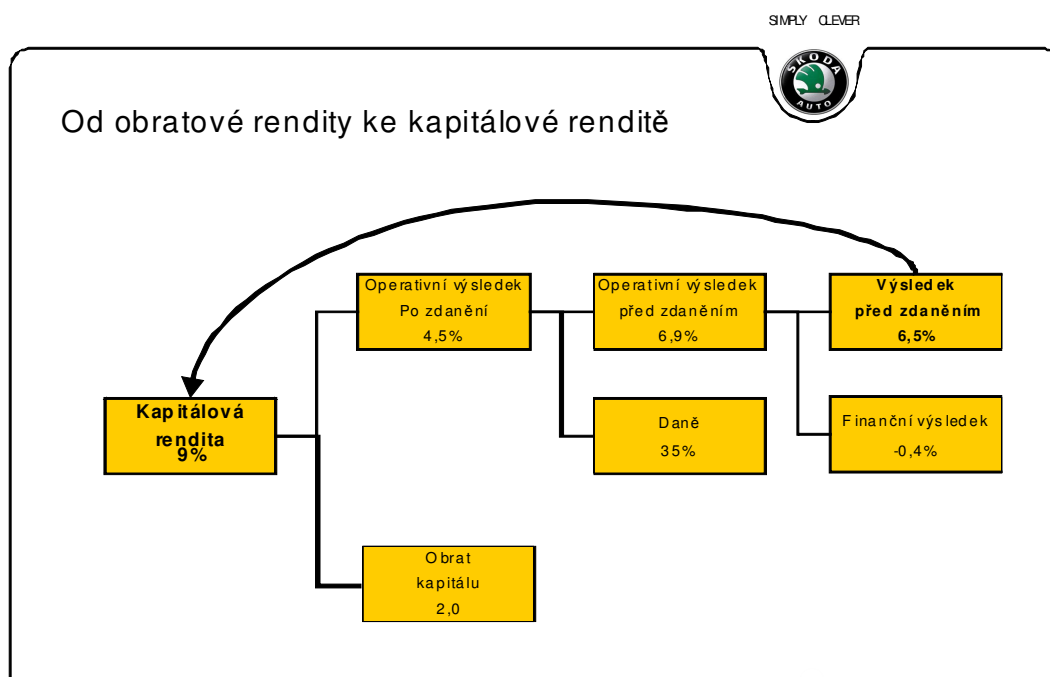 SIMPLY CLEVER
ŠKODA
AUTO
Od obratové rendity ke kapitálové renditě
Operativní výsledek
Po zdanění
4,5%
Operativní výsledek
před zdaněním
6,9%
Výsledek
před zdaněním
6,5%
Kapitálová
rendita
9%
Daně
35%
Finanční výsledek
-0,4%
Obrat
kapitálu
2,0